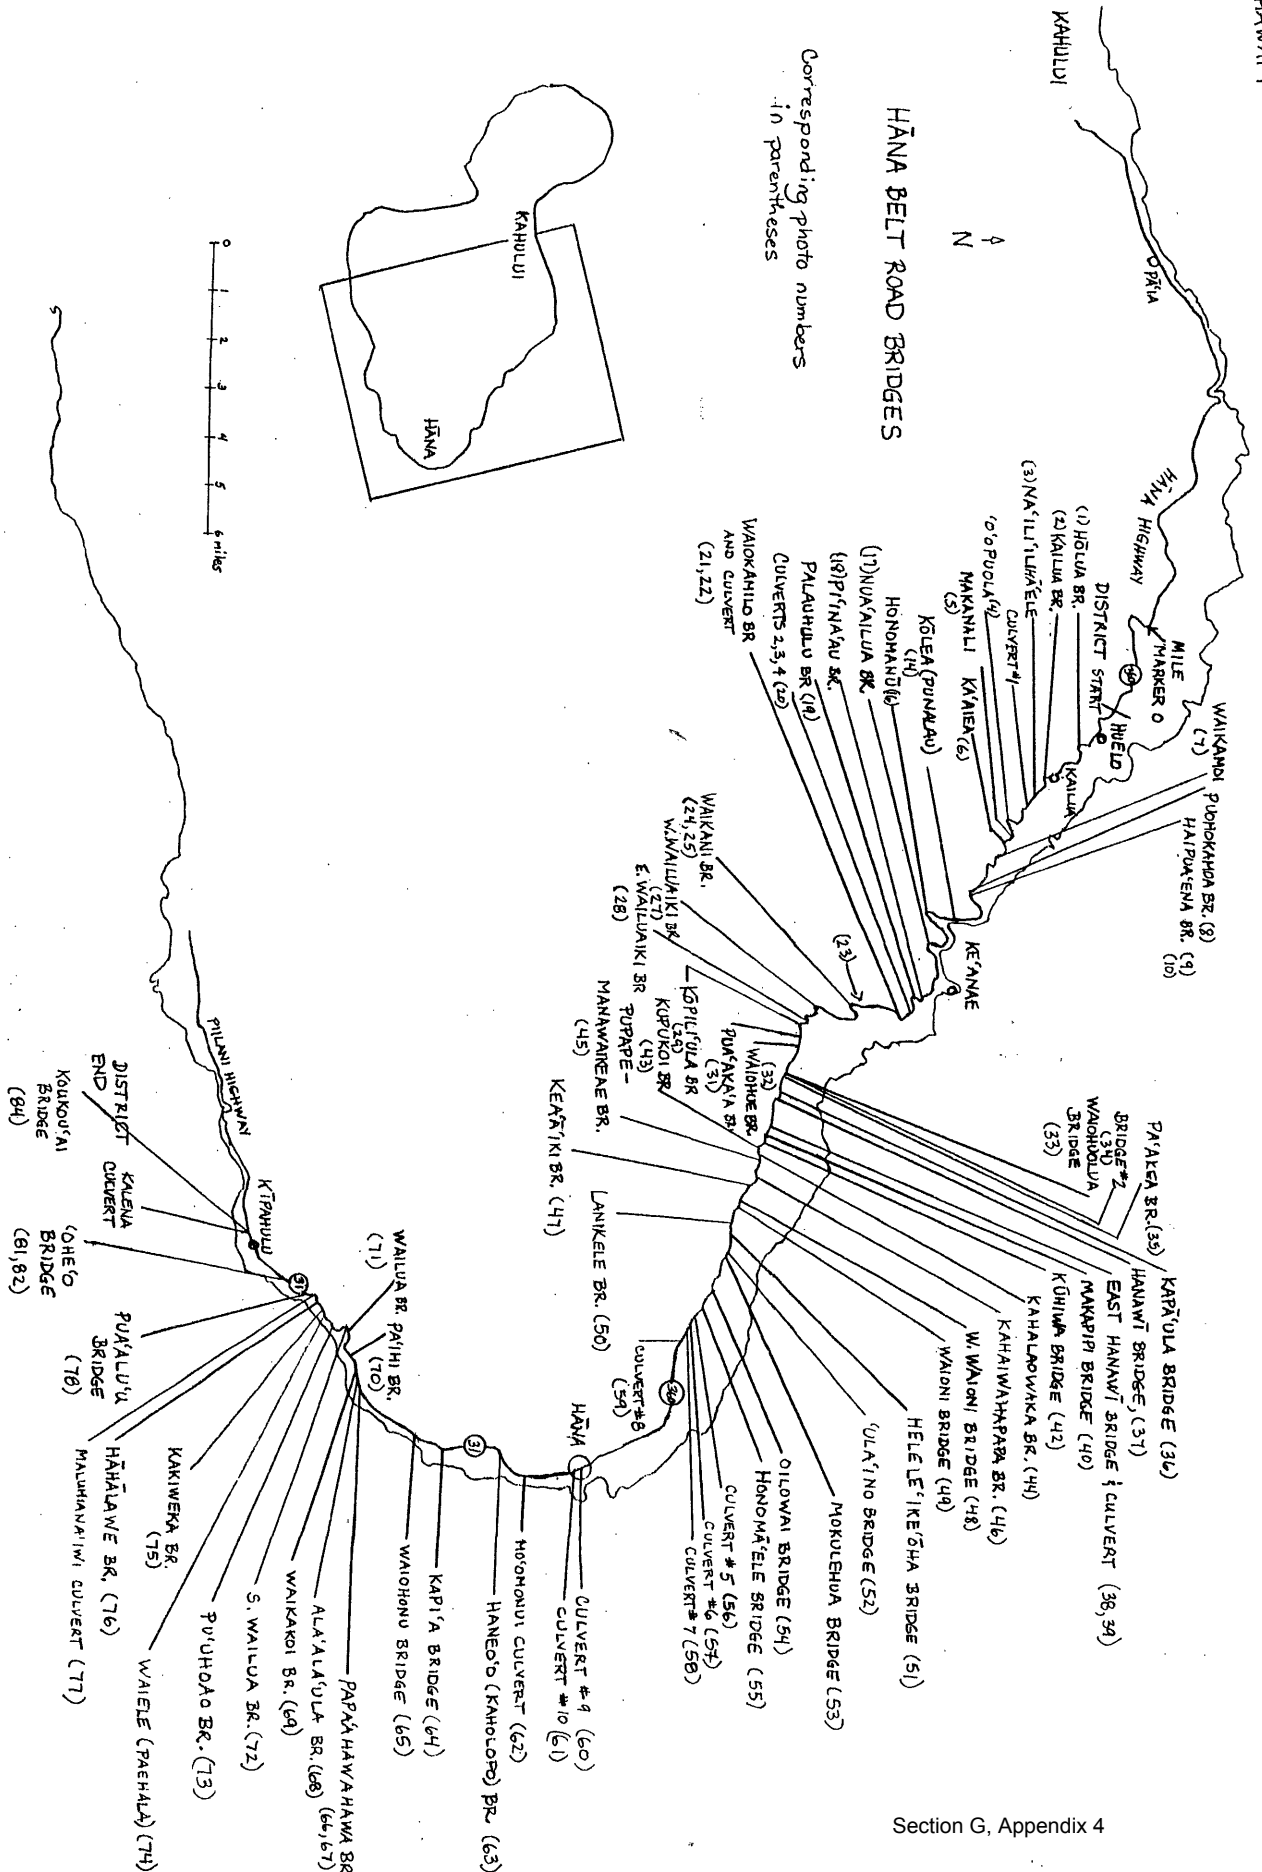 HĀNA BELT ROAD BRIDGES
Corresponding photo numbers
in parentheses
N
KAHULUI
PĀ'IA
HĀNA HIGHWAY
MILE
MARKER 0
36
DISTRICT START
HUELO
KAILUA
(1) HŌLUA BR.
(2) KAILUA BR.
(3) NA'ILI'ILIHĀ'ELE
CULVERT #1
'O'OPUOLA (4)
MAKANALI
(5)
KA'AIEA (6)
WAIKAMOI
(7)
PUOHOKAMOA BR. (8)
HAIPUA'ENA BR. (9)
(10)
KŌLEA (PUNALAU)
(14)
HONOMANŪ (16)
(17) NUA'AILUA BR.
(18) PI'INA'AU BR.
PALAUHULU BR (19)
CULVERTS 2,3,4 (20)
WAIOKAMILO BR
AND CULVERT
(21,22)
KE'ANAE
(23)
WAIKANI BR.
(24,25)
W. WAILUAIKI BR
(27)
E. WAILUAIKI BR
(28)
KŌPILI'ULA BR
(29)
PUA'AKA'A BR.
(31)
WAIOHUE BR.
(32)
WAIOHUOLUA
BRIDGE
(33)
BRIDGE #2
(34)
PA'AKEA BR. (35)
KAPĀ'ULA BRIDGE (36)
HANAWĪ BRIDGE, (37)
EAST HANAWĪ BRIDGE & CULVERT (38,39)
MAKAPIPI BRIDGE (40)
KŪHIWA BRIDGE (42)
KUPUKOI BR
(43)
KAHALAOWAKA BR. (44)
PUPAPE-
MANAWAIKEAE BR.
(45)
KAHAIWAHAPAPA BR. (46)
KEA'Ā'IKI BR. (47)
W. WAIONI BRIDGE (48)
WAIONI BRIDGE (49)
LANIKELE BR. (50)
HELELE'IKE'ŌHA BRIDGE (51)
'ULA'INO BRIDGE (52)
MOKULEHUA BRIDGE (53)
OILOWAI BRIDGE (54)
HONOMĀ'ELE BRIDGE (55)
CULVERT #5 (56)
CULVERT #6 (57)
CULVERT #7 (58)
CULVERT #8
(59)
36
HĀNA
CULVERT #9 (60)
CULVERT #10 (61)
MO'OMONUI CULVERT (62)
HANEO'O (KAHOLOPO) BR. (63)
31
KAPI'A BRIDGE (64)
WAIOHONU BRIDGE (65)
PAPA'AHAWAHAWA BR
(66,67)
ALA'ALA'ULA BR. (68)
WAIKAKOI BR. (69)
PA'IHI BR.
(70)
WAILUA BR.
(71)
S. WAILUA BR. (72)
PU'UHAO BR. (73)
WAIELE (PAEHALA) (74)
KAKIWEKA BR.
(75)
HĀHĀLAWE BR. (76)
MALUHIANAIWI CULVERT (77)
PUA'ALU'U
BRIDGE
(78)
31
'OHE'O
BRIDGE
(81,82)
KALENA
CULVERT
KĪPAHULU
DISTRICT
END
KOUKOU'AI
BRIDGE
(84)
PIILANI HIGHWAY
KAHULUI
HĀNA
0 1 2 3 4 5 6 miles
Section G, Appendix 4